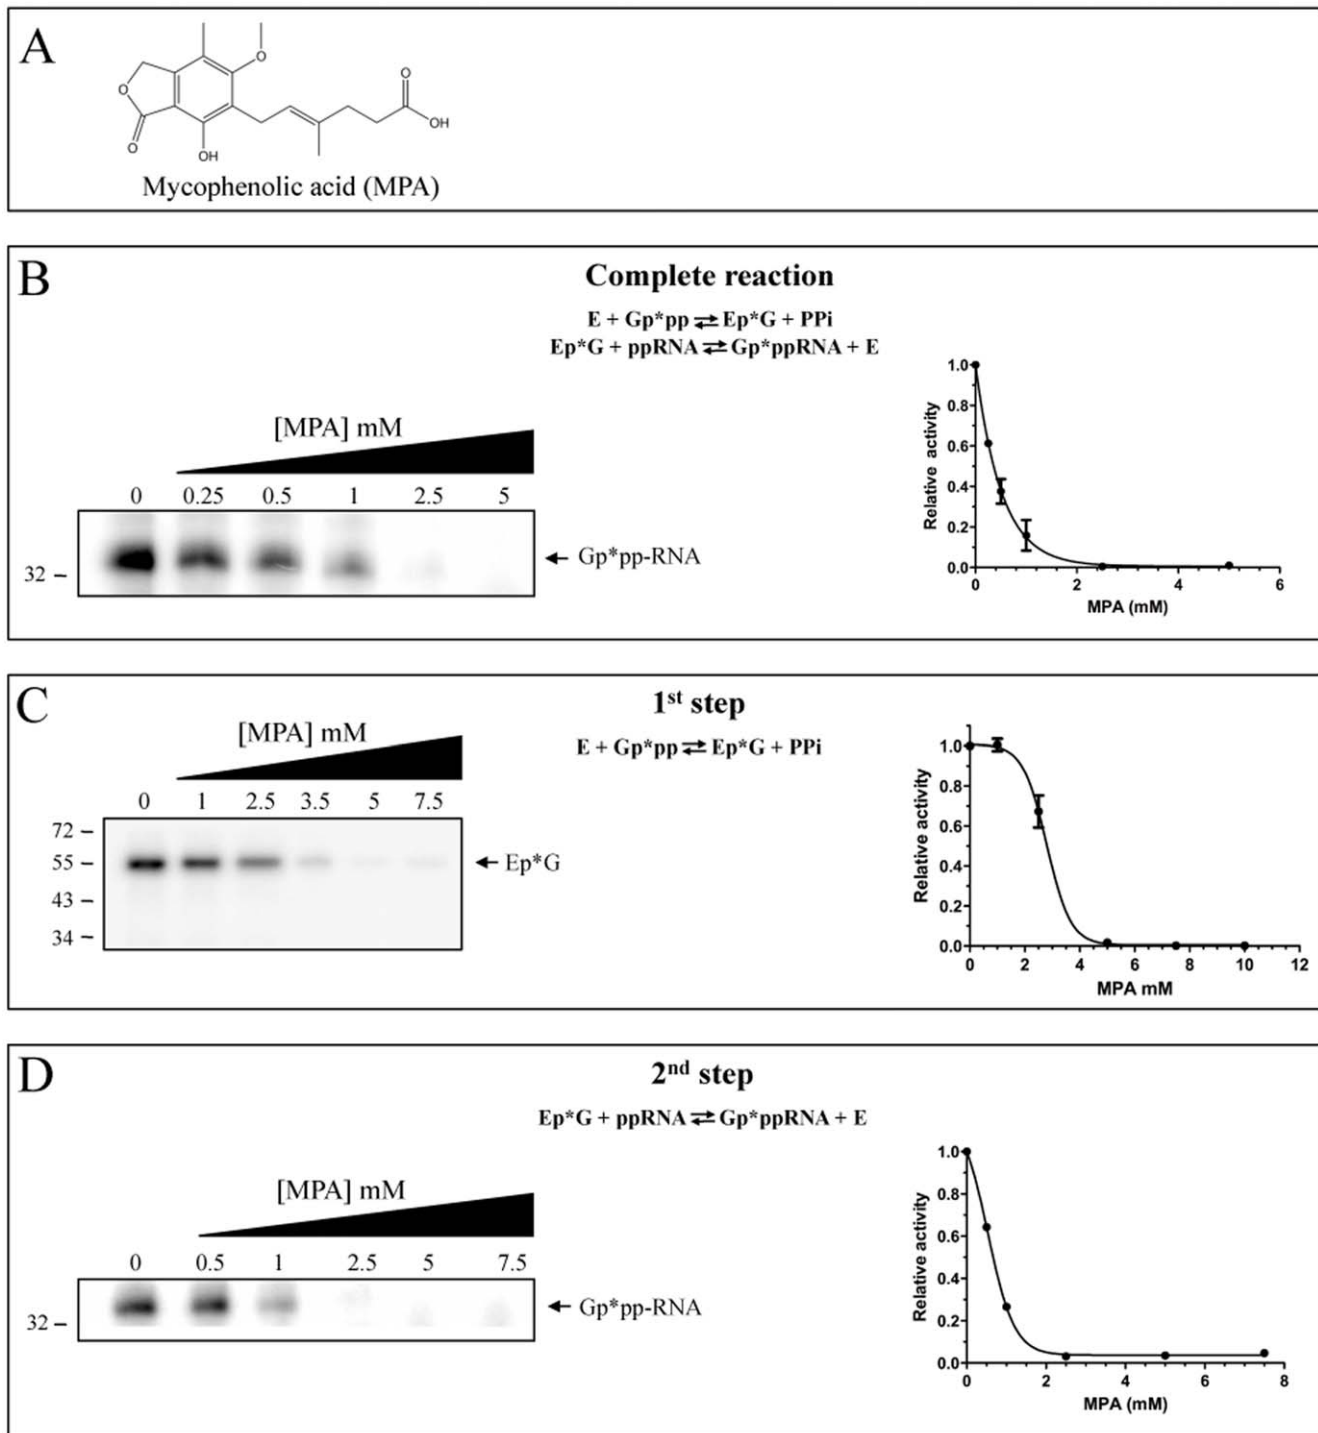 A
O
O
O
O
OH
OH
Mycophenolic acid (MPA)
B
Complete reaction
E + Gp*pp ⇄ Ep*G + PPi
Ep*G + ppRNA ⇄ Gp*ppRNA + E
[MPA] mM
0 0.25 0.5 1 2.5 5
32 –
← Gp*pp-RNA
Relative activity
1.0
0.8
0.6
0.4
0.2
0.0
0 2 4 6
MPA (mM)
C
1st step
E + Gp*pp ⇄ Ep*G + PPi
[MPA] mM
0 1 2.5 3.5 5 7.5
72 –
55 –
43 –
34 –
← Ep*G
Relative activity
1.0
0.8
0.6
0.4
0.2
0.0
0 2 4 6 8 10 12
MPA mM
D
2nd step
Ep*G + ppRNA ⇄ Gp*ppRNA + E
[MPA] mM
0 0.5 1 2.5 5 7.5
32 –
← Gp*pp-RNA
Relative activity
1.0
0.8
0.6
0.4
0.2
0.0
0 2 4 6 8
MPA (mM)